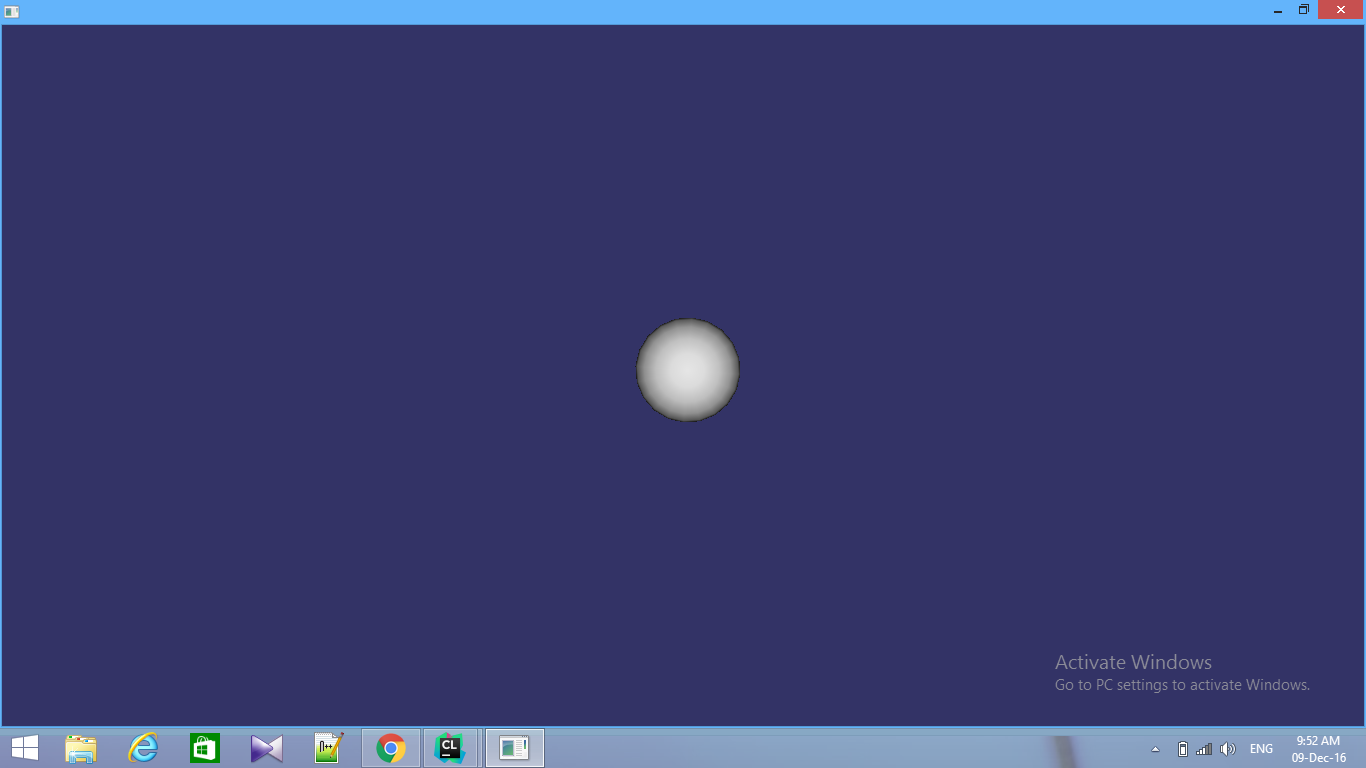 Activate Windows
Go to PC settings to activate Windows.
CL
ENG
9:52 AM
09-Dec-16